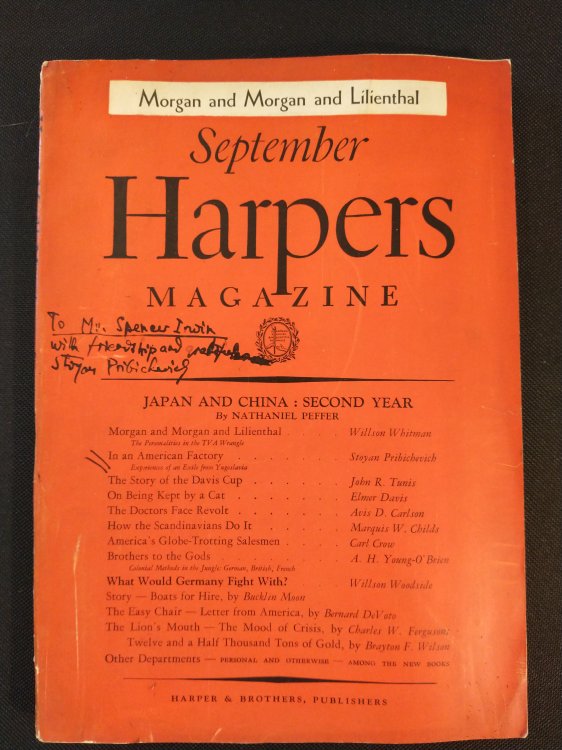 Morgan and Morgan and Lilienthal
September
Harpers
MAGAZINE
To Mr. Spencer Irwin
with friendship and
Stoyan Pribichevich
JAPAN AND CHINA : SECOND YEAR
By NATHANIEL PEFFER
Morgan and Morgan and Lilienthal . . . . Willson Whitman
The Personalities in the TVA Wrangle
In an American Factory . . . . . . Stoyan Pribichevich
Experiences of an Exile from Yugoslavia
The Story of the Davis Cup . . . . . . John R. Tunis
On Being Kept by a Cat . . . . . . . Elmer Davis
The Doctors Face Revolt . . . . . . . Avis D. Carlson
How the Scandinavians Do It . . . . . . Marquis W. Childs
America's Globe-Trotting Salesmen . . . . . Carl Crow
Brothers to the Gods . . . . . . . A. H. Young-O'Brien
Colonial Methods in the Jungle: German, British, French
What Would Germany Fight With? Willson Woodside
Story — Boats for Hire, by Bucklin Moon
The Easy Chair — Letter from America, by Bernard DeVoto
The Lion's Mouth — The Mood of Crisis, by Charles W. Ferguson;
Twelve and a Half Thousand Tons of Gold, by Brayton F. Wilson
Other Departments — PERSONAL AND OTHERWISE — AMONG THE NEW BOOKS
HARPER & BROTHERS, PUBLISHERS